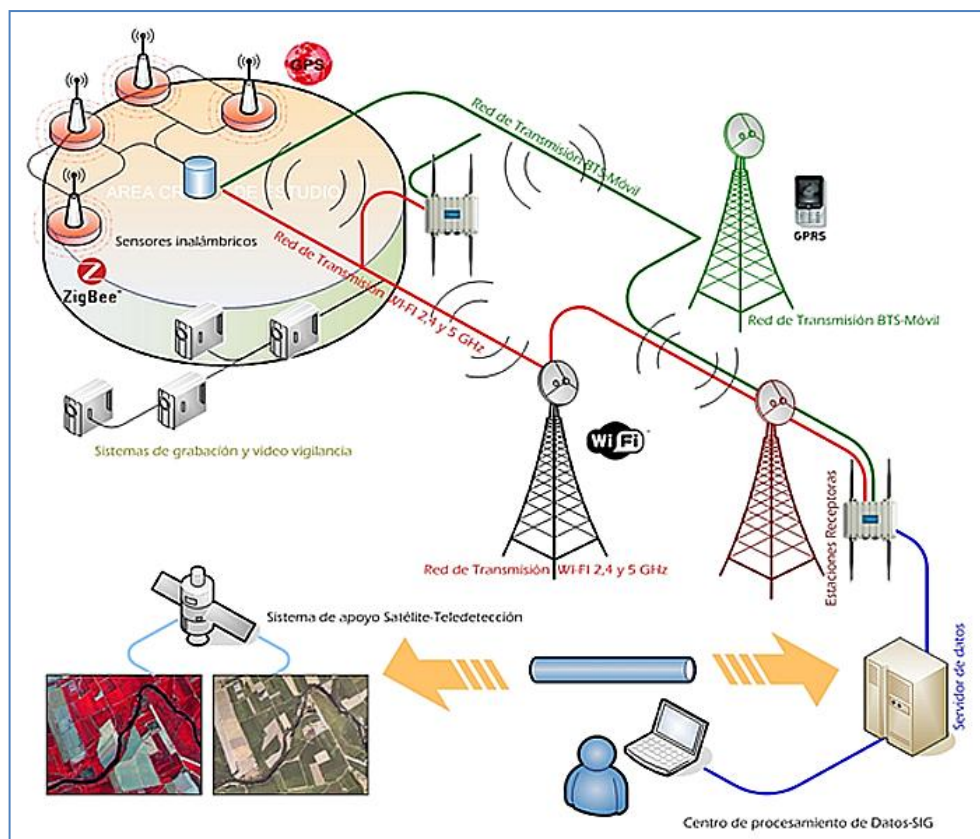 GPS
AREA CRITICA DE ESTUDIO
Sensores inalámbricos
ZigBee
Sistemas de grabación y video vigilancia
Red de Transmisión BTS-Móvil
Red de Transmisión WI-FI 2,4 y 5 GHz
GPRS
Red de Transmisión BTS-Móvil
WiFi
Red de Transmisión WI-FI 2,4 y 5 GHz
Estaciones Receptoras
Sistema de apoyo Satélite-Teledetección
Servidor de datos
Centro de procesamiento de Datos-SIG